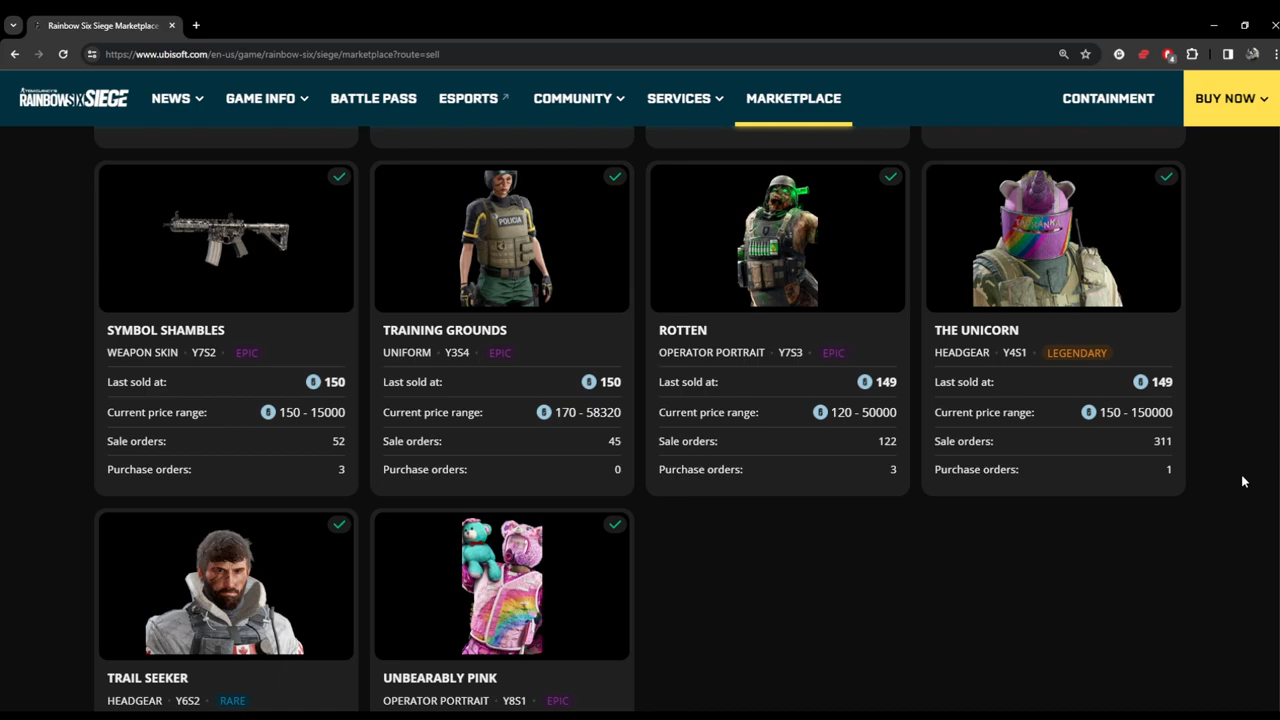 Rainbow Six Siege Marketplace
https://www.ubisoft.com/en-us/game/rainbow-six/siege/marketplace?route=sell
TOM CLANCY'S
RAINBOWSIX SIEGE
NEWS
GAME INFO
BATTLE PASS
ESPORTS
COMMUNITY
SERVICES
MARKETPLACE
CONTAINMENT
BUY NOW
POLICIA
SYMBOL SHAMBLES
WEAPON SKIN · Y7S2 · EPIC
Last sold at: 150
Current price range: 150 - 15000
Sale orders: 52
Purchase orders: 3
TRAINING GROUNDS
UNIFORM · Y3S4 · EPIC
Last sold at: 150
Current price range: 170 - 58320
Sale orders: 45
Purchase orders: 0
ROTTEN
OPERATOR PORTRAIT · Y7S3 · EPIC
Last sold at: 149
Current price range: 120 - 50000
Sale orders: 122
Purchase orders: 3
THE UNICORN
HEADGEAR · Y4S1 · LEGENDARY
Last sold at: 149
Current price range: 150 - 150000
Sale orders: 311
Purchase orders: 1
TRAIL SEEKER
HEADGEAR · Y6S2 · RARE
UNBEARABLY PINK
OPERATOR PORTRAIT · Y8S1 · EPIC